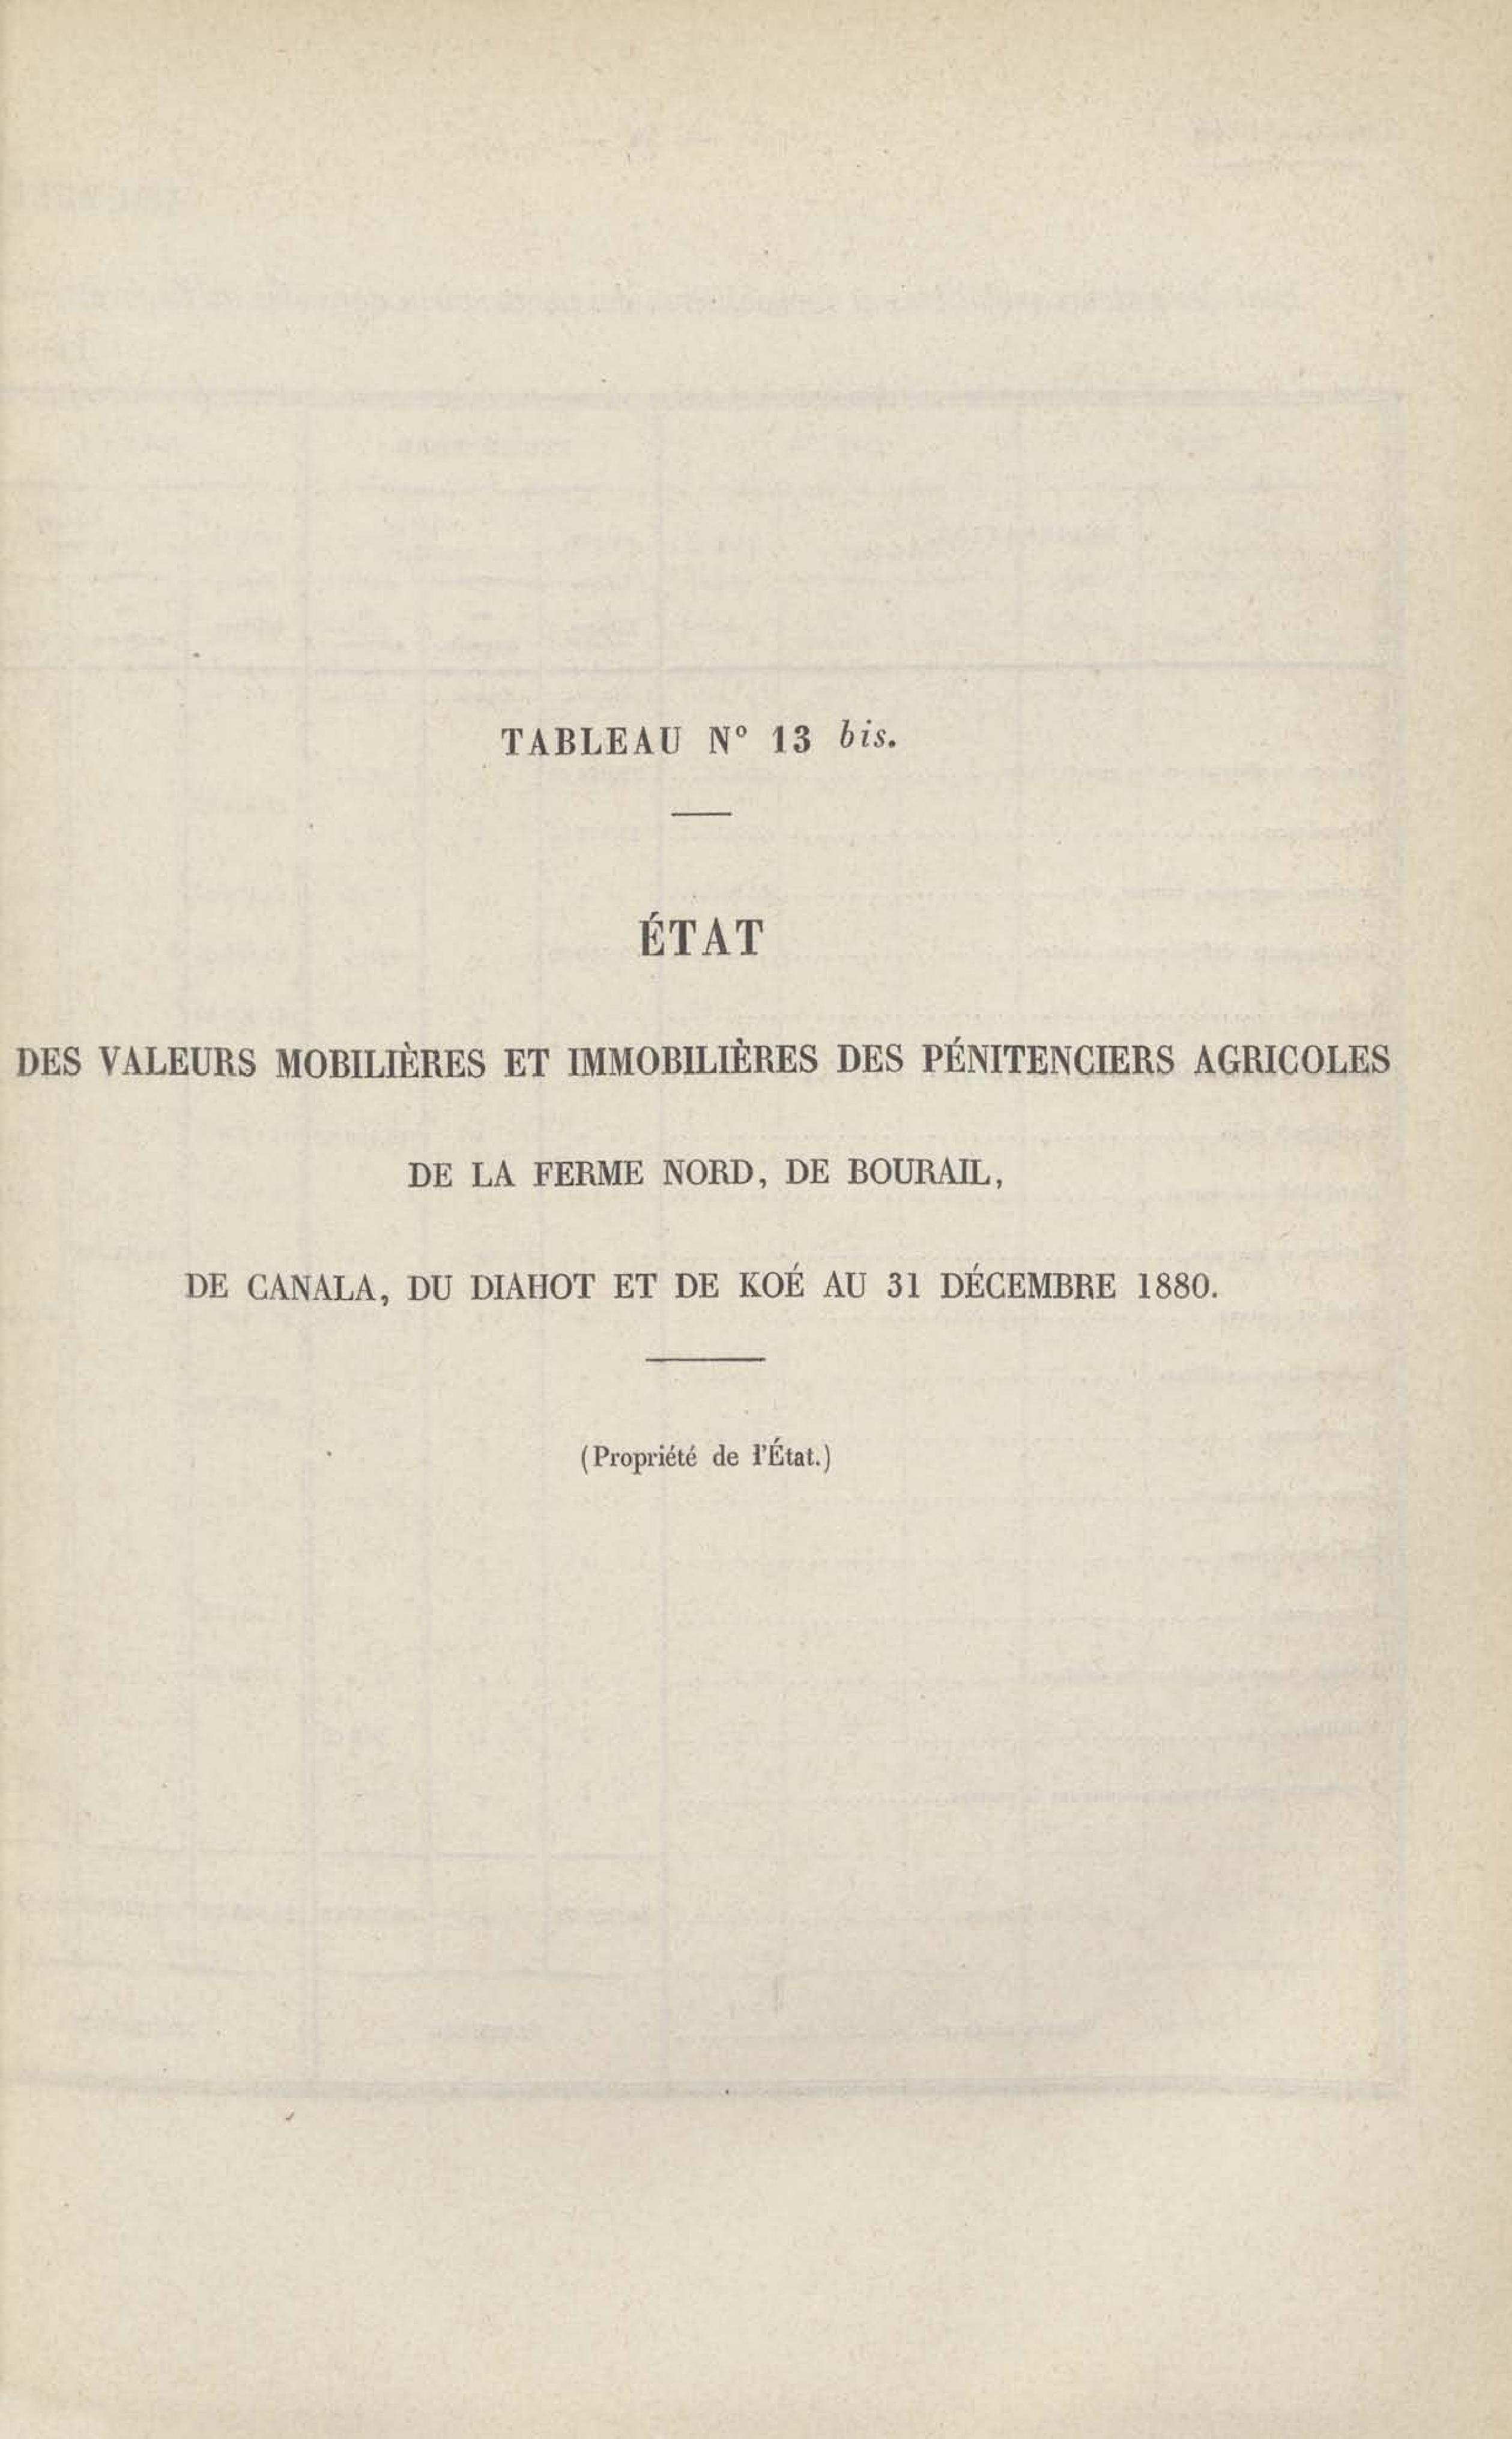 TABLEAU N° 13 bis.
ÉTAT
DES VALEURS MOBILIÈRES ET IMMOBILIÈRES DES PÉNITENCIERS AGRICOLES
DE LA FERME NORD, DE BOURAIL,
DE CANALA, DU DIAHOT ET DE KOÉ AU 31 DÉCEMBRE 1880.
(Propriété de l'État.)